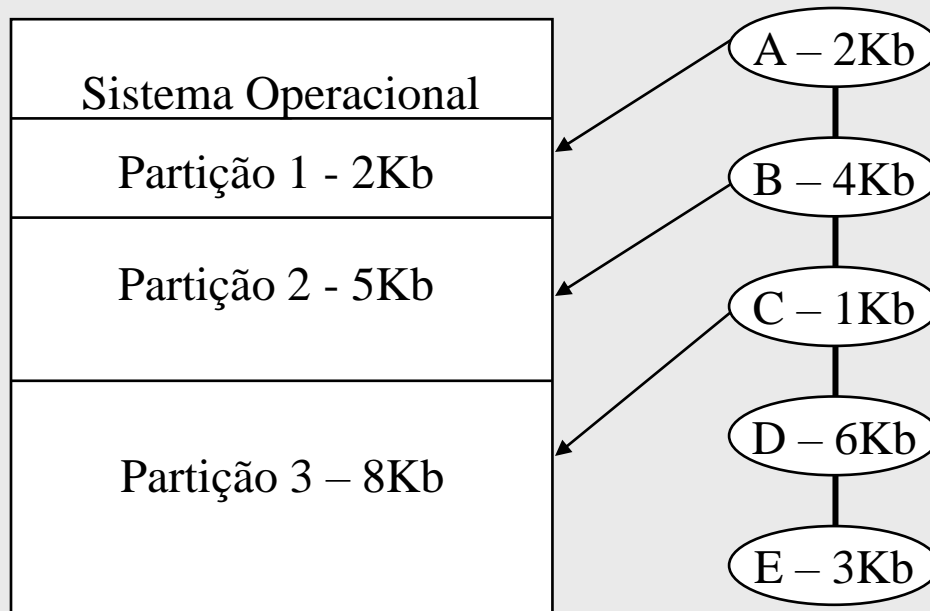 Sistema Operacional
Partição 1 - 2Kb
Partição 2 - 5Kb
Partição 3 – 8Kb
A – 2Kb
B – 4Kb
C – 1Kb
D – 6Kb
E – 3Kb